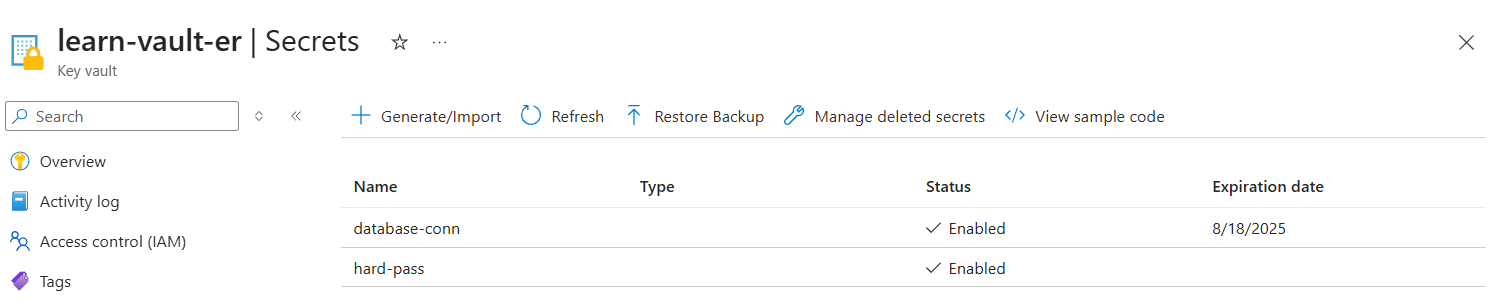 learn-vault-er | Secrets
Key vault
Search
Generate/Import Refresh Restore Backup Manage deleted secrets View sample code
Overview
Activity log
Access control (IAM)
Tags
Name Type Status Expiration date
database-conn Enabled 8/18/2025
hard-pass Enabled